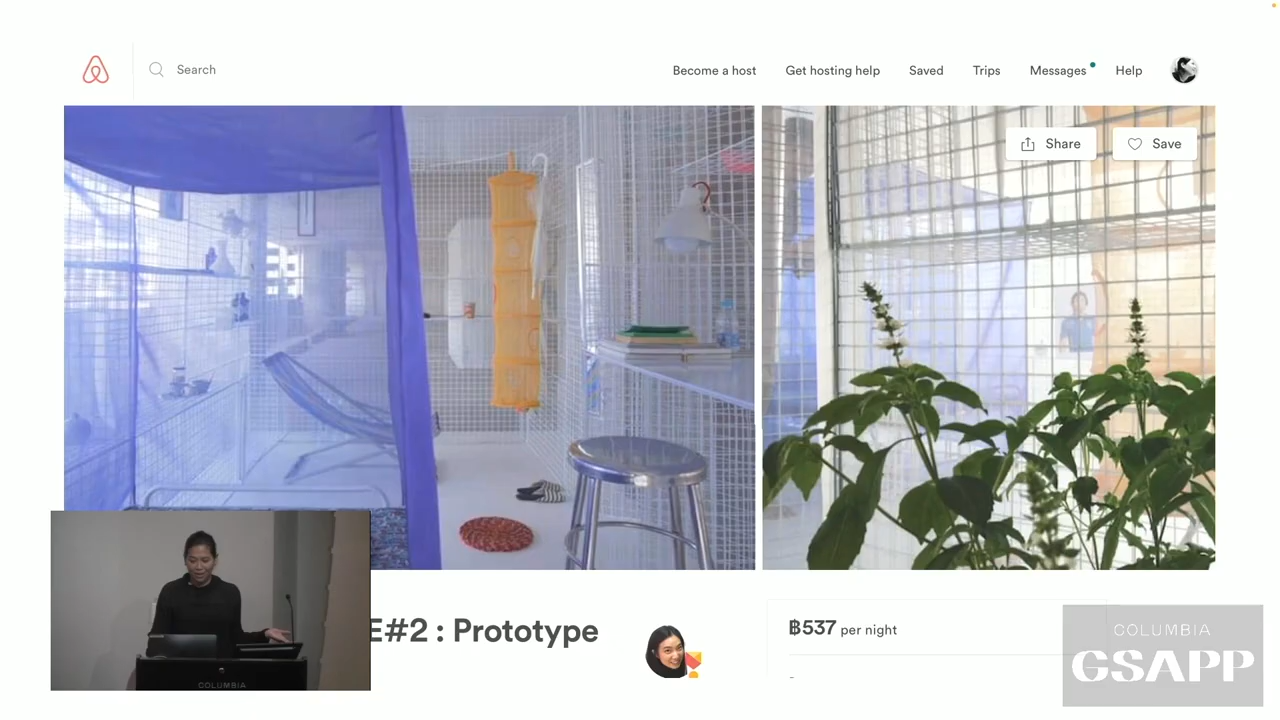 Search
Become a host
Get hosting help
Saved
Trips
Messages
Help
Share
Save
E#2 : Prototype
฿537 per night
COLUMBIA
COLUMBIA
GSAPP